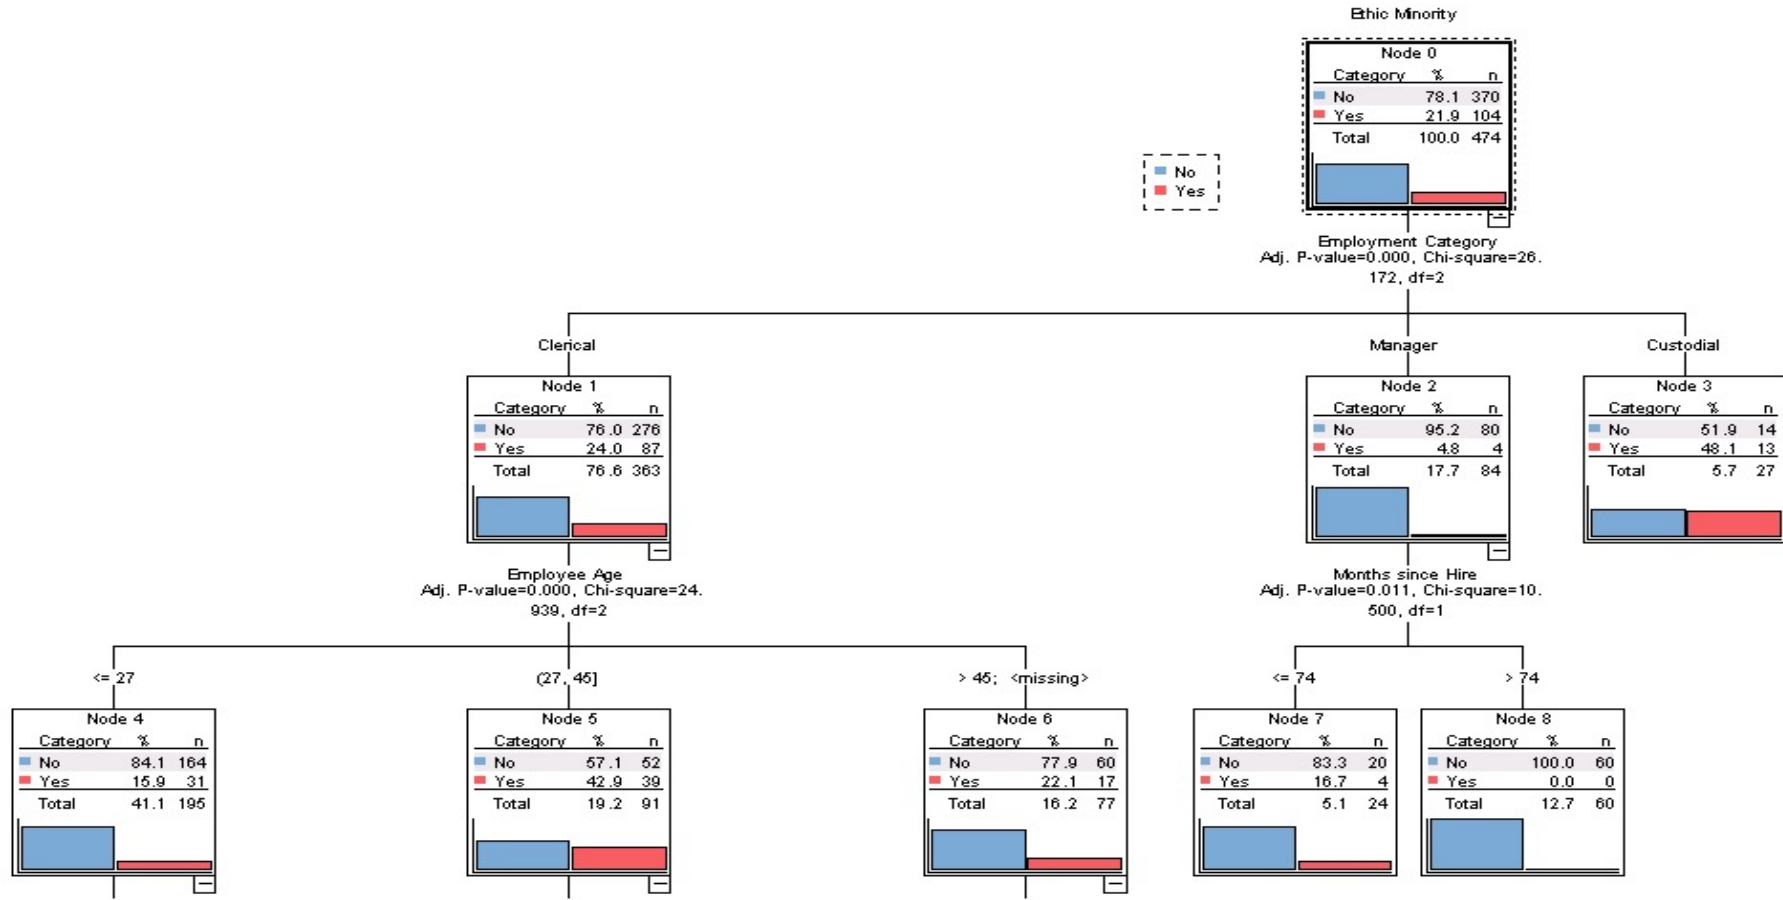 Ethic Minority
Node 0
Category % n
No 78.1 370
Yes 21.9 104
Total 100.0 474
No
Yes
Employment Category
Adj. P-value=0.000, Chi-square=26.
172, df=2
Clerical
Manager
Custodial
Node 1
Category % n
No 76.0 276
Yes 24.0 87
Total 76.6 363
Node 2
Category % n
No 95.2 80
Yes 4.8 4
Total 17.7 84
Node 3
Category % n
No 51.9 14
Yes 48.1 13
Total 5.7 27
Employee Age
Adj. P-value=0.000, Chi-square=24.
939, df=2
Months since Hire
Adj. P-value=0.011, Chi-square=10.
500, df=1
<= 27
(27, 45]
> 45; <missing>
<= 74
> 74
Node 4
Category % n
No 84.1 164
Yes 15.9 31
Total 41.1 195
Node 5
Category % n
No 57.1 52
Yes 42.9 39
Total 19.2 91
Node 6
Category % n
No 77.9 60
Yes 22.1 17
Total 16.2 77
Node 7
Category % n
No 83.3 20
Yes 16.7 4
Total 5.1 24
Node 8
Category % n
No 100.0 60
Yes 0.0 0
Total 12.7 60